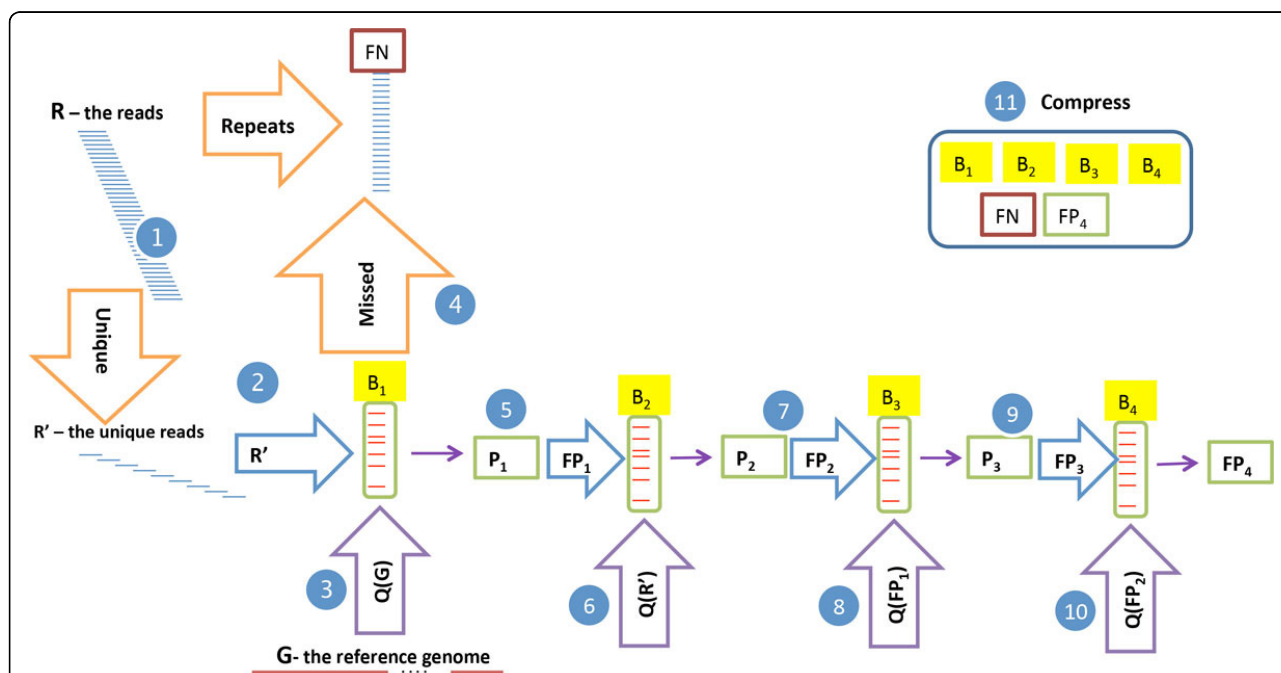 FN
11 Compress
R – the reads
Repeats
B1 B2 B3 B4
FN FP4
1
Missed
4
Unique
2
B1
5
B2
7
B3
9
B4
R' – the unique reads
R'
P1
FP1
P2
FP2
P3
FP3
FP4
3
Q(G)
6
Q(R')
8
Q(FP1)
10
Q(FP2)
G- the reference genome